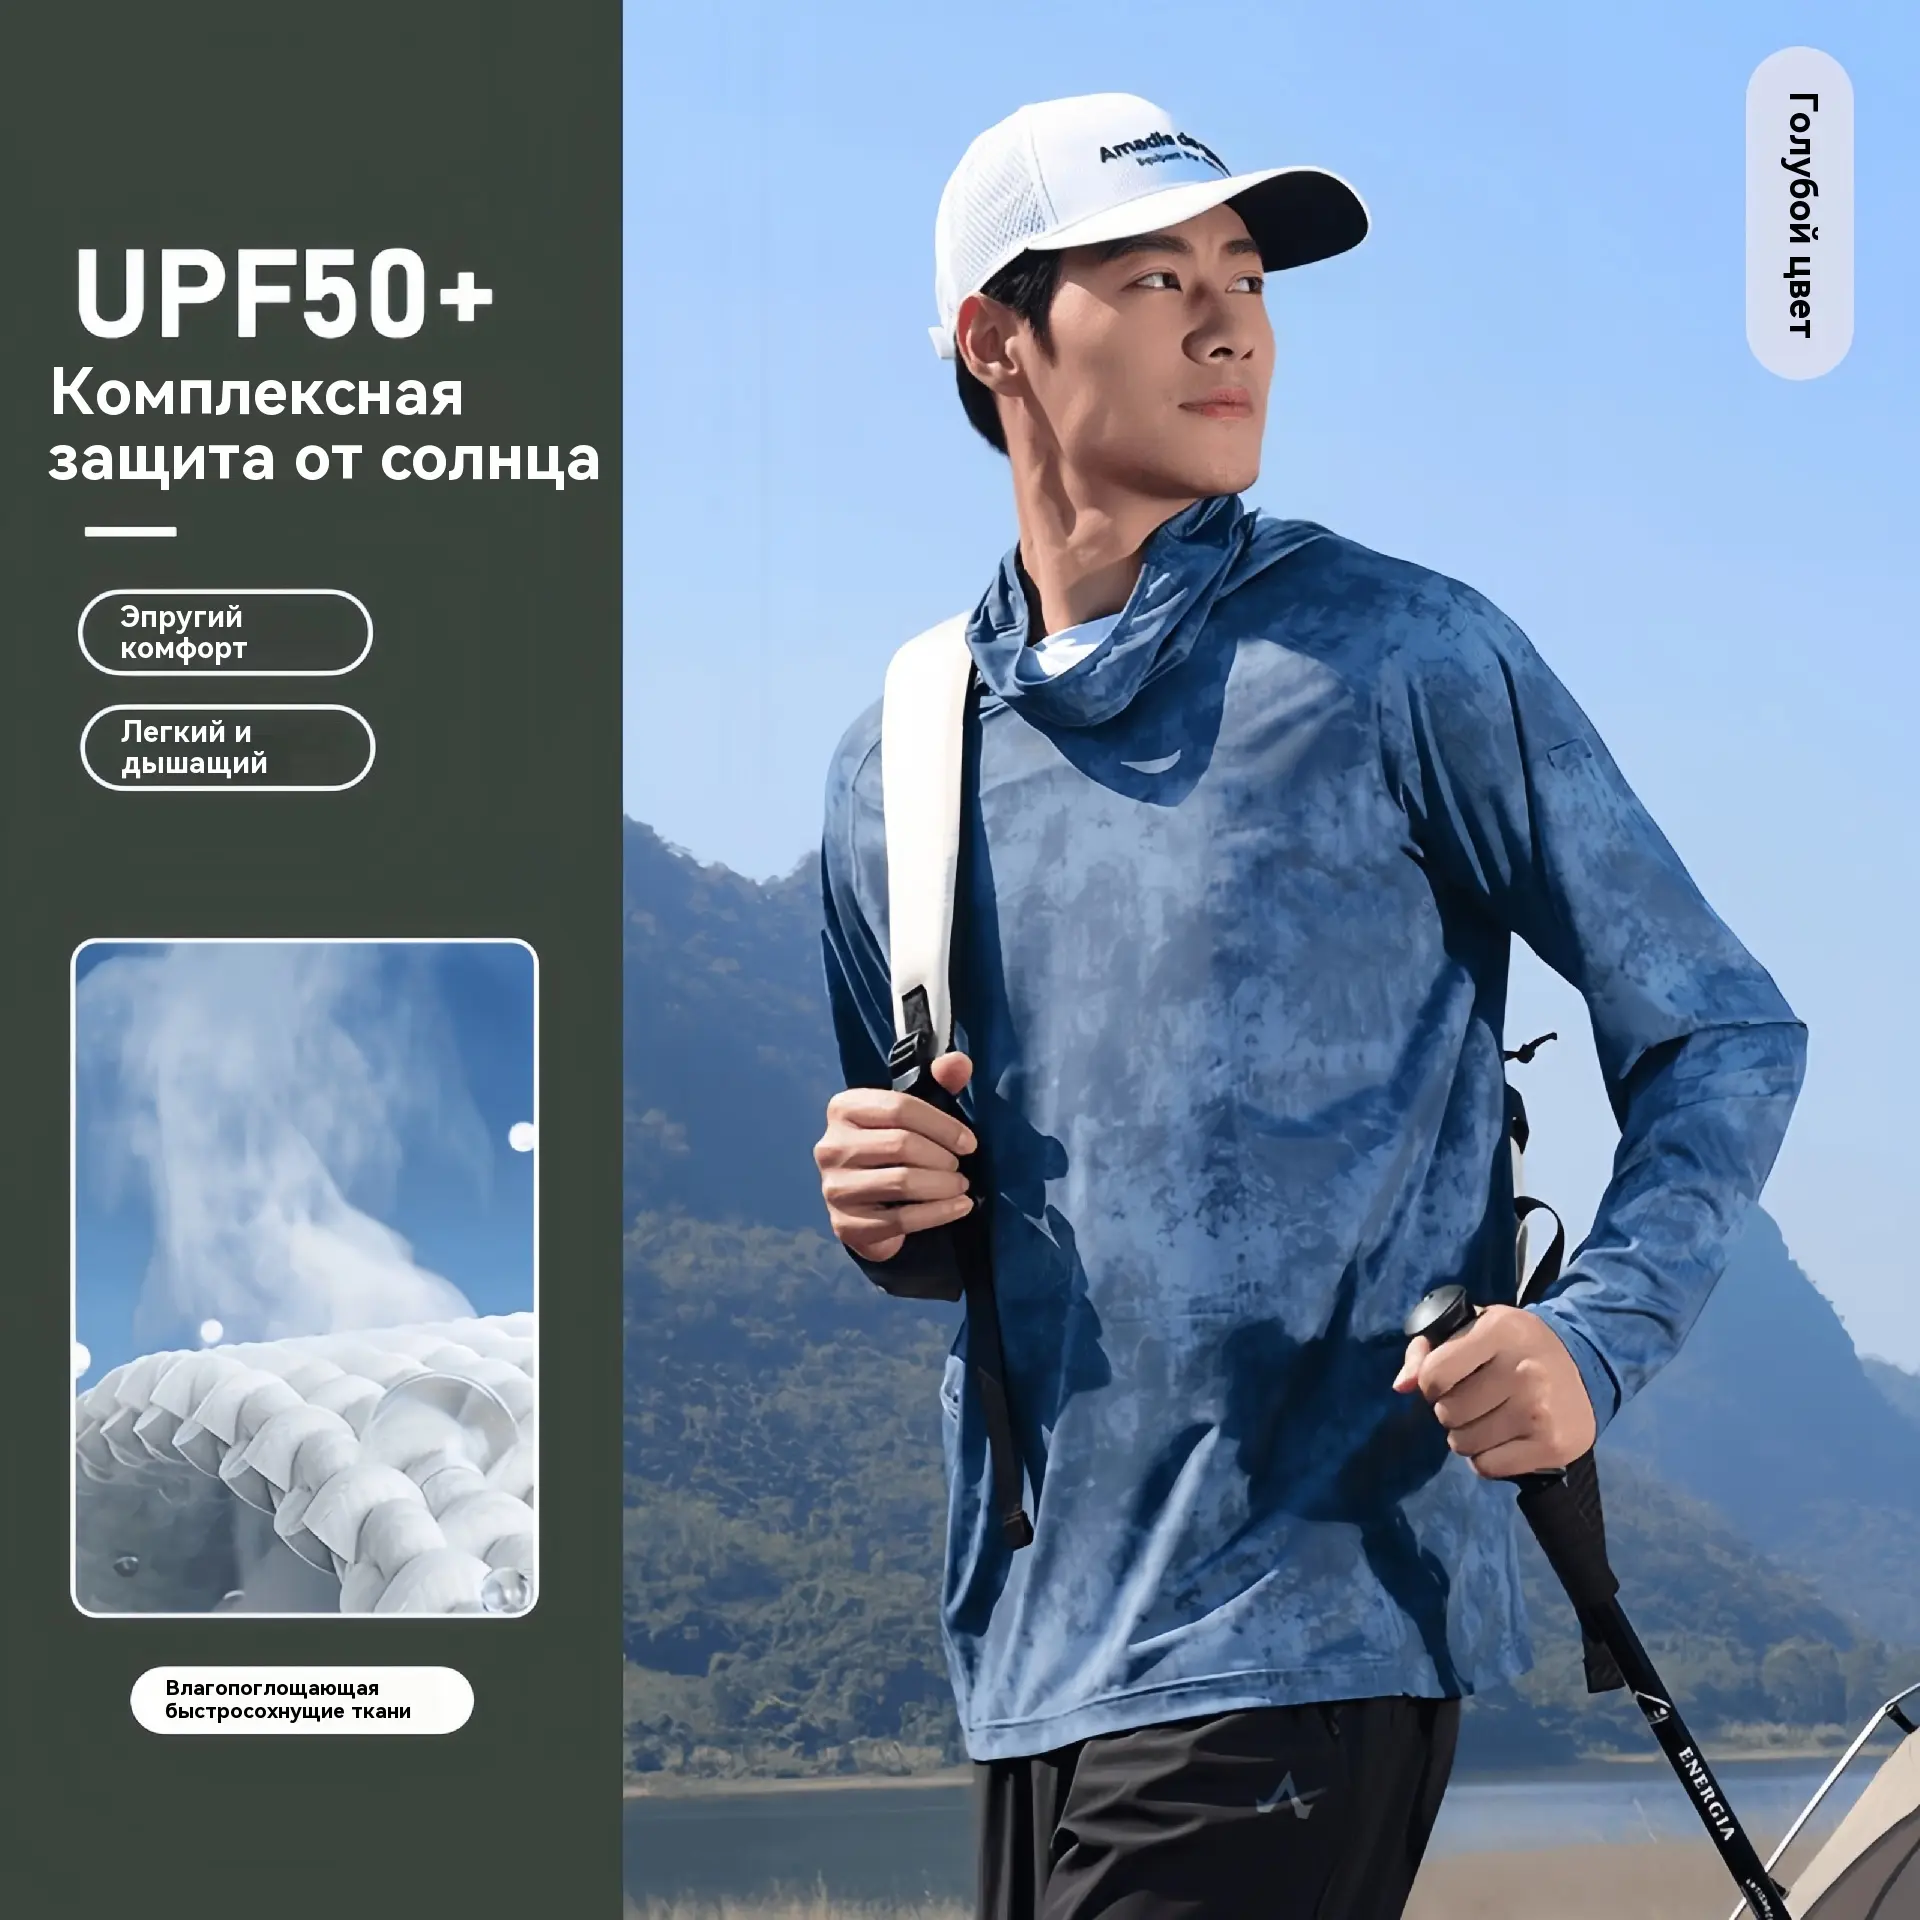 UPF50+
Комплексная
защита от солнца
Эпругий
комфорт
Легкий и
дышащий
Влагопоглощающая
быстросохнущие ткани
Голубой цвет
ENERGIA